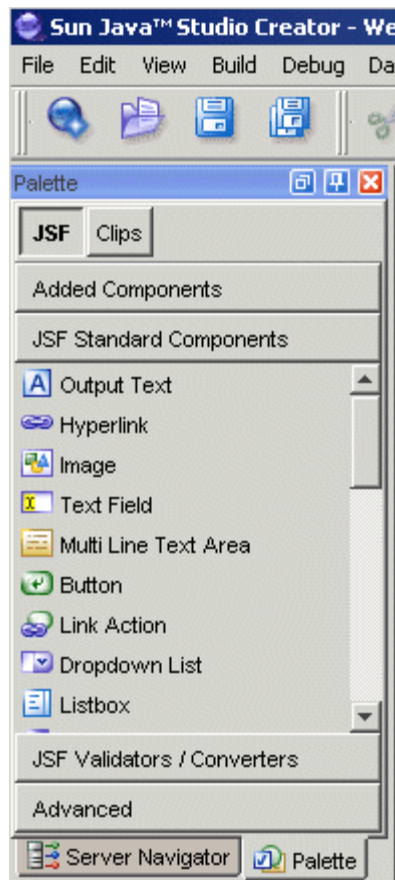 Sun Java™ Studio Creator - We
File Edit View Build Debug Da
Palette
JSF Clips
Added Components
JSF Standard Components
A Output Text
Hyperlink
Image
Text Field
Multi Line Text Area
Button
Link Action
Dropdown List
Listbox
JSF Validators / Converters
Advanced
Server Navigator Palette